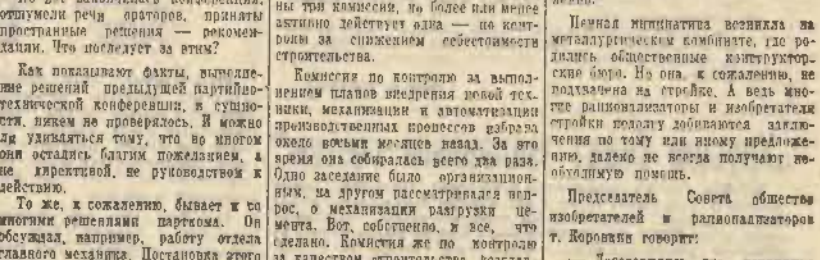 отшумели речи ораторов, приняты
пространные решения — рекомен-
дации. Что последует за этим?
Как показывают факты, выполне-
ние решений предыдущей партийно-
технической конференции, в сущно-
сти, никем не проверялось. И можно
ли удивляться тому, что во многом
они остались благим пожеланием, а
не директивой, не руководством к
действию.
То же, к сожалению, бывает и со
многими решениями парткома. Он
обсуждал, например, работу отдела
главного механика. Постановка этого
ны три комиссии, но более или менее
активно действует одна — по конт-
ролю за снижением себестоимости
строительства.
Комиссия по контролю за выпол-
нением планов внедрения новой тех-
ники, механизации и автоматизации
производственных процессов избрана
около восьми месяцев назад. За это
время она собиралась всего два раза.
Одно заседание было организацион-
ным, на другом рассматривался воп-
рос, о механизации разгрузки це-
мента. Вот, собственно, и все, что
сделано. Комиссия же по контролю
за качеством строительства
Ценная инициатива возникла на
металлургическом комбинате, где ро-
дились общественные конструктор-
ские бюро. Но она, к сожалению, не
подхвачена на стройке. А ведь мно-
гие рационализаторы и изобретатели
стройки подолгу добиваются заклю-
чения по тому или иному предложе-
нию, далеко не всегда получают не-
обходимую помощь.
Председатель Совета общества
изобретателей и рационализаторов
т. Коровкин говорит: